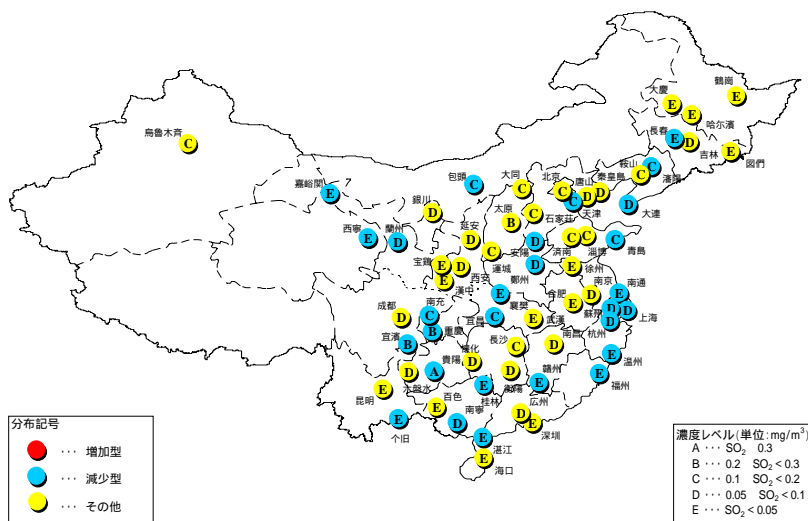 鶴崗
E
大慶
E
E
哈尔濱
長春
E
D
吉林
E
図們
烏魯木斉
C
鞍山
C
C
瀋陽
大同
C
北京
C
唐山
秦皇島
D
D
C
天津
D
大連
包頭
C
嘉峪関
E
銀川
D
太原
B
C
石家荘
西寧
E
蘭州
D
延安
D
C
運城
安陽
D
C
C
済南
淄博
C
青島
宝鶏
E
D
西安
E
漢中
D
鄭州
E
徐州
南京
D
南通
E
合肥
E
D
D
D
蘇州
上海
杭州
E
襄樊
成都
D
南充
C
B
重慶
宜昌
C
E
武漢
宜濱
B
長沙
C
D
南昌
E
温州
貴陽
A
D
懐化
D
六盤水
D
衡陽
贛州
E
E
福州
昆明
E
E
桂林
百色
E
南寧
D
広州
D
E
深圳
个旧
E
E
湛江
E
海口
分布記号
… 増加型
… 減少型
… その他
濃度レベル(単位:mg/m³)
A … SO₂ 0.3
B … 0.2 SO₂<0.3
C … 0.1 SO₂<0.2
D … 0.05 SO₂<0.1
E … SO₂<0.05